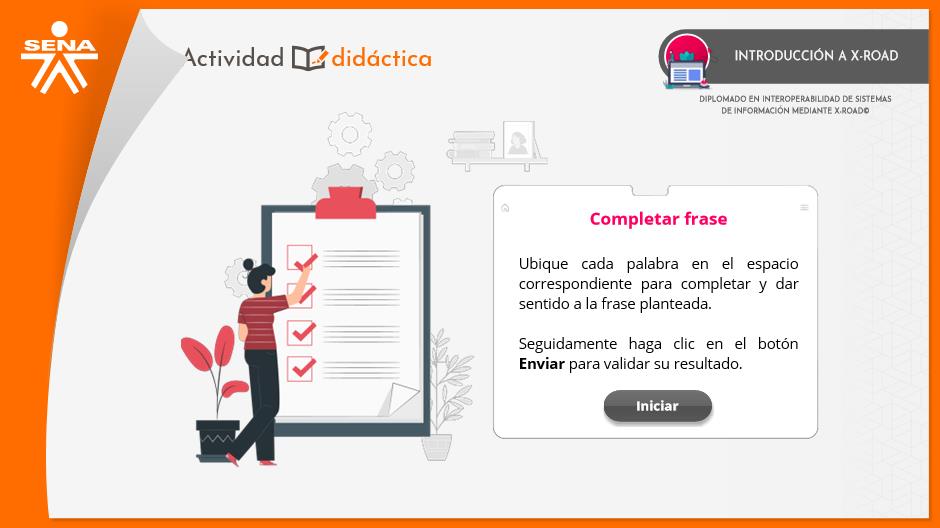 SENA
Actividad didáctica
INTRODUCCIÓN A X-ROAD
DIPLOMADO EN INTEROPERABILIDAD DE SISTEMAS
DE INFORMACIÓN MEDIANTE X-ROAD©
Completar frase
Ubique cada palabra en el espacio
correspondiente para completar y dar
sentido a la frase planteada.
Seguidamente haga clic en el botón
Enviar para validar su resultado.
Iniciar